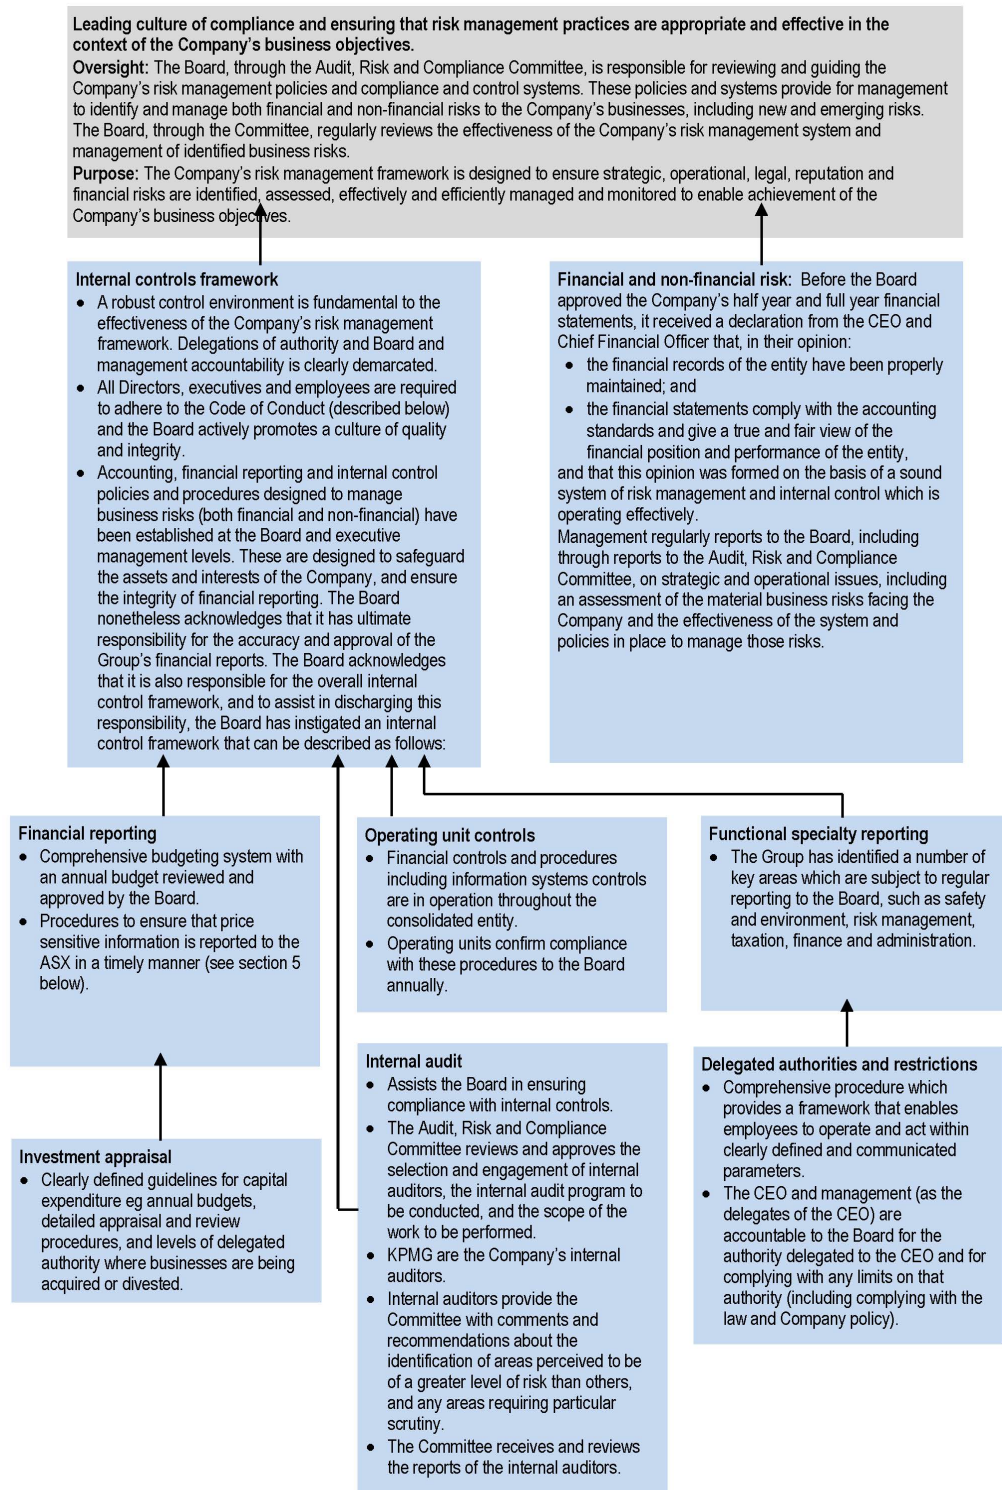 Leading culture of compliance and ensuring that risk management practices are appropriate and effective in the
context of the Company's business objectives.
Oversight: The Board, through the Audit, Risk and Compliance Committee, is responsible for reviewing and guiding the
Company's risk management policies and compliance and control systems. These policies and systems provide for management
to identify and manage both financial and non-financial risks to the Company's businesses, including new and emerging risks.
The Board, through the Committee, regularly reviews the effectiveness of the Company's risk management system and
management of identified business risks.
Purpose: The Company's risk management framework is designed to ensure strategic, operational, legal, reputation and
financial risks are identified, assessed, effectively and efficiently managed and monitored to enable achievement of the
Company's business objectives.
Internal controls framework
● A robust control environment is fundamental to the
effectiveness of the Company's risk management
framework. Delegations of authority and Board and
management accountability is clearly demarcated.
● All Directors, executives and employees are required
to adhere to the Code of Conduct (described below)
and the Board actively promotes a culture of quality
and integrity.
● Accounting, financial reporting and internal control
policies and procedures designed to manage
business risks (both financial and non-financial) have
been established at the Board and executive
management levels. These are designed to safeguard
the assets and interests of the Company, and ensure
the integrity of financial reporting. The Board
nonetheless acknowledges that it has ultimate
responsibility for the accuracy and approval of the
Group's financial reports. The Board acknowledges
that it is also responsible for the overall internal
control framework, and to assist in discharging this
responsibility, the Board has instigated an internal
control framework that can be described as follows:
Financial and non-financial risk: Before the Board
approved the Company's half year and full year financial
statements, it received a declaration from the CEO and
Chief Financial Officer that, in their opinion:
● the financial records of the entity have been properly
maintained; and
● the financial statements comply with the accounting
standards and give a true and fair view of the
financial position and performance of the entity,
and that this opinion was formed on the basis of a sound
system of risk management and internal control which is
operating effectively.
Management regularly reports to the Board, including
through reports to the Audit, Risk and Compliance
Committee, on strategic and operational issues, including
an assessment of the material business risks facing the
Company and the effectiveness of the system and
policies in place to manage those risks.
Financial reporting
● Comprehensive budgeting system with
an annual budget reviewed and
approved by the Board.
● Procedures to ensure that price
sensitive information is reported to the
ASX in a timely manner (see section 5
below).
Operating unit controls
● Financial controls and procedures
including information systems controls
are in operation throughout the
consolidated entity.
● Operating units confirm compliance
with these procedures to the Board
annually.
Functional specialty reporting
● The Group has identified a number of
key areas which are subject to regular
reporting to the Board, such as safety
and environment, risk management,
taxation, finance and administration.
Investment appraisal
● Clearly defined guidelines for capital
expenditure eg annual budgets,
detailed appraisal and review
procedures, and levels of delegated
authority where businesses are being
acquired or divested.
Internal audit
● Assists the Board in ensuring
compliance with internal controls.
● The Audit, Risk and Compliance
Committee reviews and approves the
selection and engagement of internal
auditors, the internal audit program to
be conducted, and the scope of the
work to be performed.
● KPMG are the Company's internal
auditors.
● Internal auditors provide the
Committee with comments and
recommendations about the
identification of areas perceived to be
of a greater level of risk than others,
and any areas requiring particular
scrutiny.
● The Committee receives and reviews
the reports of the internal auditors.
Delegated authorities and restrictions
● Comprehensive procedure which
provides a framework that enables
employees to operate and act within
clearly defined and communicated
parameters.
● The CEO and management (as the
delegates of the CEO) are
accountable to the Board for the
authority delegated to the CEO and for
complying with any limits on that
authority (including complying with the
law and Company policy).